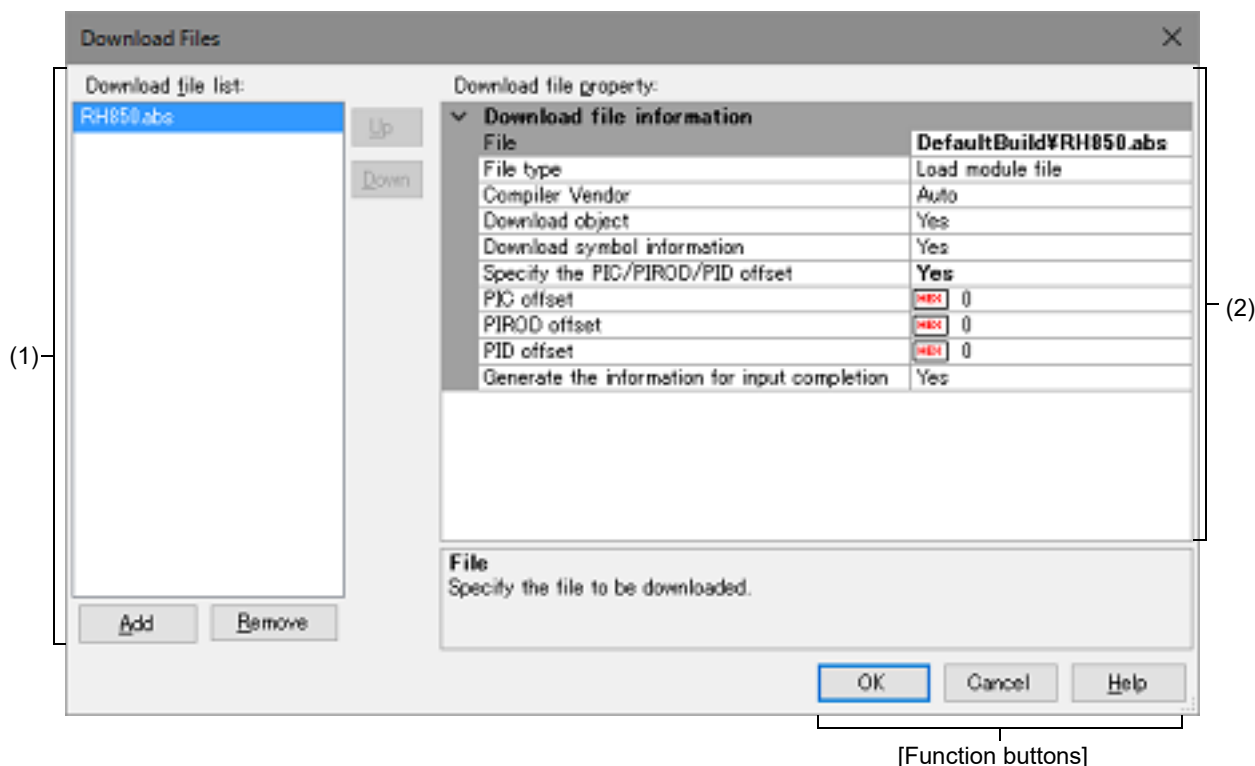 Download Files
Download file list:
RH850.abs
Up
Down
Add
Remove
Download file property:
Download file information
File DefaultBuild¥RH850.abs
File type Load module file
Compiler Vendor Auto
Download object Yes
Download symbol information Yes
Specify the PIC/PIROD/PID offset Yes
PIC offset HEX 0
PIROD offset HEX 0
PID offset HEX 0
Generate the information for input completion Yes
File
Specify the file to be downloaded.
OK Cancel Help
(1)
(2)
[Function buttons]